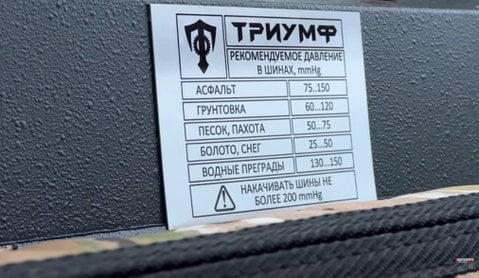 ТРИУМФ
РЕКОМЕНДУЕМОЕ ДАВЛЕНИЕ
В ШИНАХ, mmHg
АСФАЛЬТ 75..150
ГРУНТОВКА 60...120
ПЕСОК, ПАХОТА 50...75
БОЛОТО, СНЕГ 25...50
ВОДНЫЕ ПРЕГРАДЫ 130...150
НАКАЧИВАТЬ ШИНЫ НЕ
БОЛЕЕ 200 mmHg